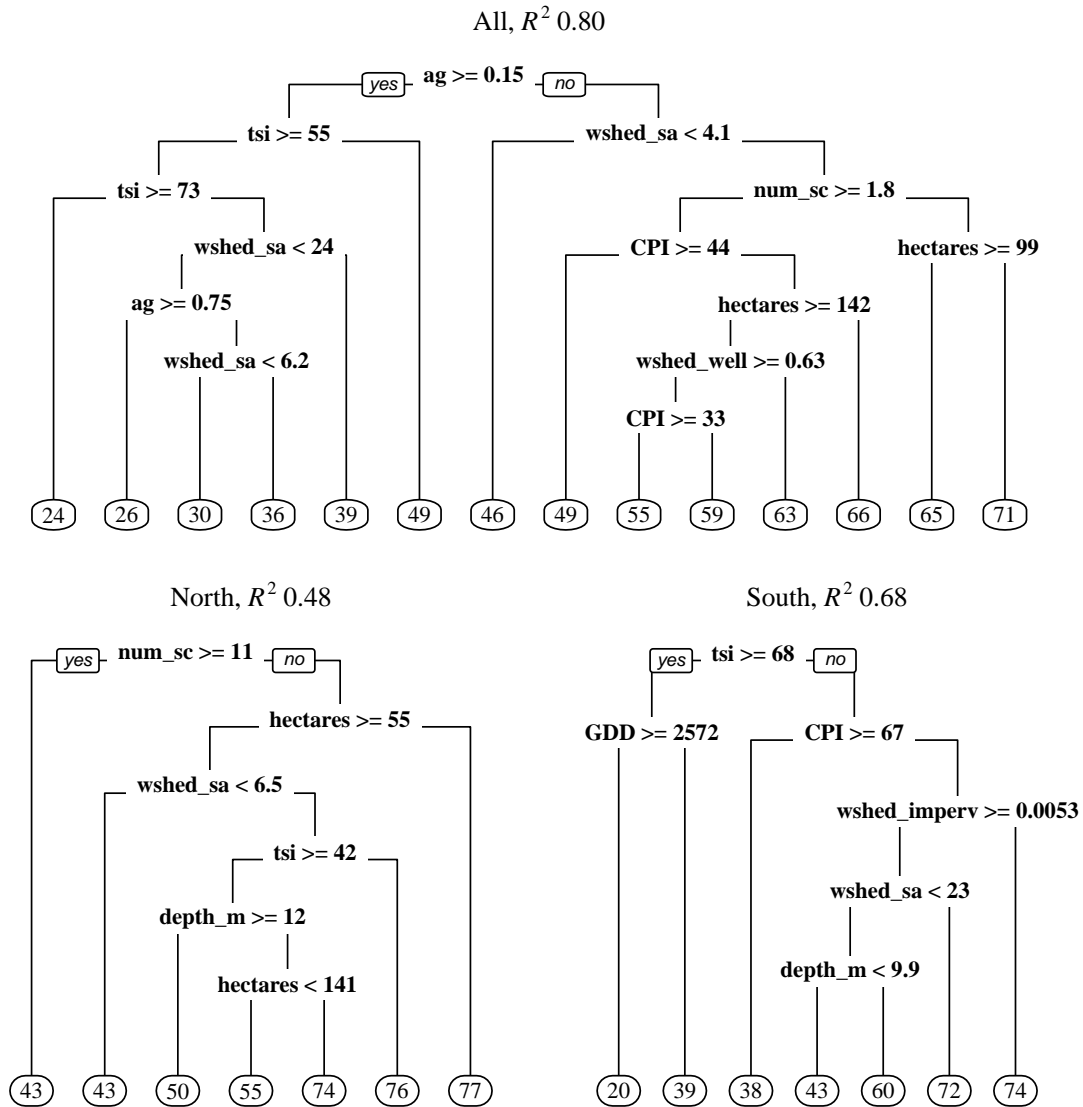 All, R² 0.80
yes ag >= 0.15 no
tsi >= 55 wshed_sa < 4.1
tsi >= 73 num_sc >= 1.8
wshed_sa < 24 CPI >= 44 hectares >= 99
ag >= 0.75 hectares >= 142
wshed_sa < 6.2 wshed_well >= 0.63
CPI >= 33
24 26 30 36 39 49 46 49 55 59 63 66 65 71
North, R² 0.48
yes num_sc >= 11 no
hectares >= 55
wshed_sa < 6.5
tsi >= 42
depth_m >= 12
hectares < 141
43 43 50 55 74 76 77
South, R² 0.68
yes tsi >= 68 no
GDD >= 2572 CPI >= 67
wshed_imperv >= 0.0053
wshed_sa < 23
depth_m < 9.9
20 39 38 43 60 72 74